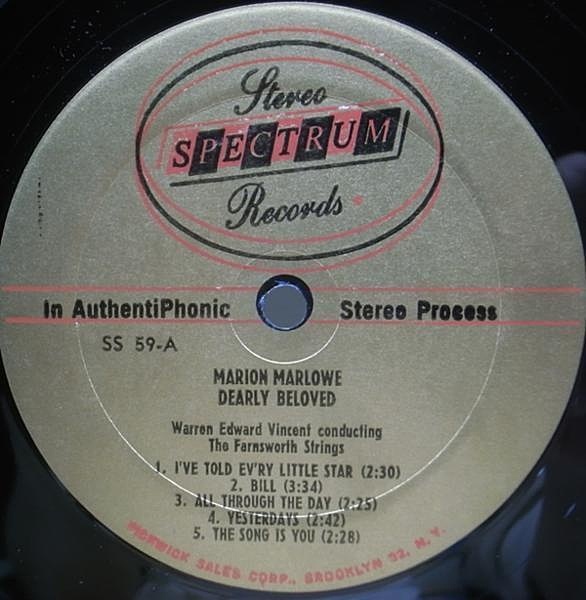 Stereo
SPECTRUM
Records
In AuthentiPhonic Stereo Process
SS 59-A
MARION MARLOWE
DEARLY BELOVED
Warren Edward Vincent conducting
The Farnsworth Strings
1. I'VE TOLD EV'RY LITTLE STAR (2:30)
2. BILL (3:34)
3. ALL THROUGH THE DAY (2:25)
4. YESTERDAYS (2:42)
5. THE SONG IS YOU (2:28)
PICKWICK SALES CORP., BROOKLYN 32, N. Y.